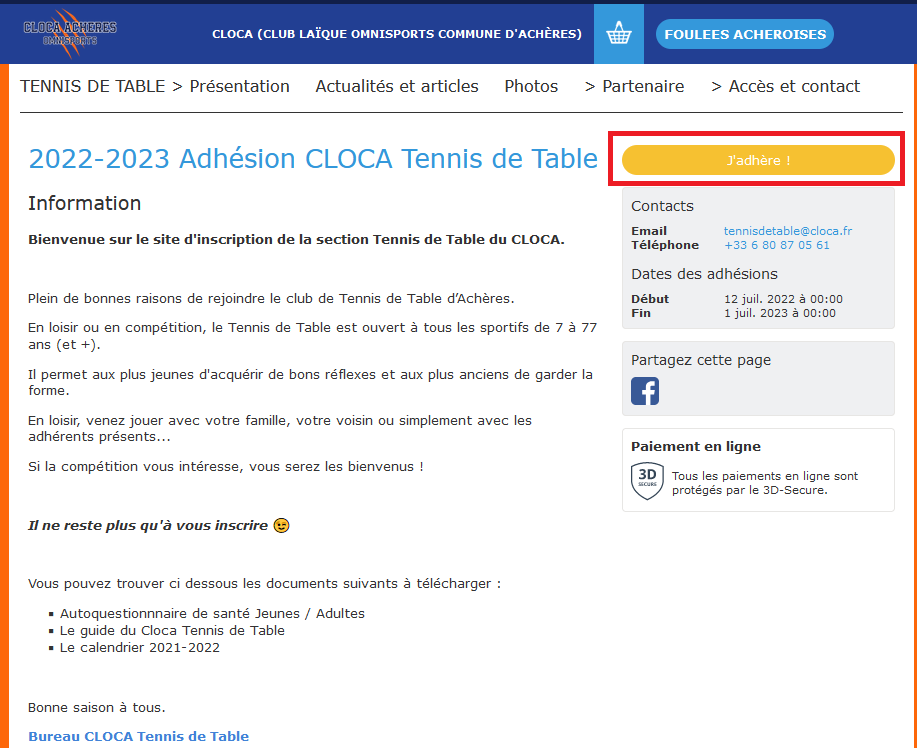 CLOCA ACHERES
OMNISPORTS
CLOCA (CLUB LAÏQUE OMNISPORTS COMMUNE D'ACHÈRES)
FOULEES ACHEROISES
TENNIS DE TABLE > Présentation Actualités et articles Photos > Partenaire > Accès et contact
2022-2023 Adhésion CLOCA Tennis de Table
Information
Bienvenue sur le site d'inscription de la section Tennis de Table du CLOCA.
Plein de bonnes raisons de rejoindre le club de Tennis de Table d’Achères.
En loisir ou en compétition, le Tennis de Table est ouvert à tous les sportifs de 7 à 77
ans (et +).
Il permet aux plus jeunes d'acquérir de bons réflexes et aux plus anciens de garder la
forme.
En loisir, venez jouer avec votre famille, votre voisin ou simplement avec les
adhérents présents...
Si la compétition vous intéresse, vous serez les bienvenus !
Il ne reste plus qu'à vous inscrire 😉
Vous pouvez trouver ci dessous les documents suivants à télécharger :
▪ Autoquestionnnaire de santé Jeunes / Adultes
▪ Le guide du Cloca Tennis de Table
▪ Le calendrier 2021-2022
Bonne saison à tous.
Bureau CLOCA Tennis de Table
J'adhère !
Contacts
Email tennisdetable@cloca.fr
Téléphone +33 6 80 87 05 61
Dates des adhésions
Début 12 juil. 2022 à 00:00
Fin 1 juil. 2023 à 00:00
Partagez cette page
Paiement en ligne
3D
SECURE
Tous les paiements en ligne sont
protégés par le 3D-Secure.